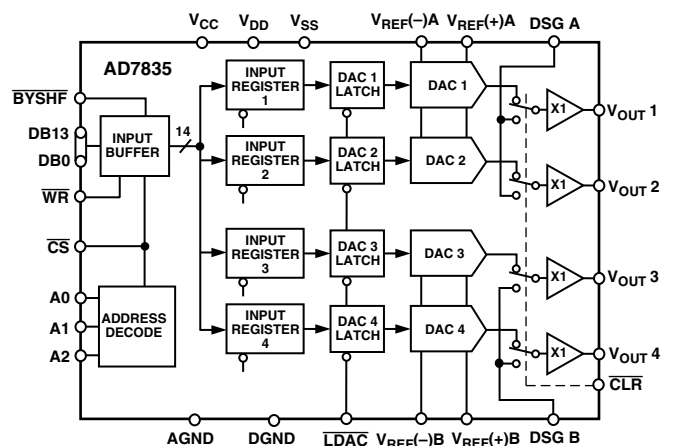 VCC VDD VSS VREF(–)A VREF(+)A DSG A
AD7835
BYSHF
DB13
DB0
WR
CS
A0
A1
A2
INPUT
BUFFER
14
ADDRESS
DECODE
INPUT
REGISTER
1
DAC 1
LATCH
DAC 1
X1
VOUT 1
INPUT
REGISTER
2
DAC 2
LATCH
DAC 2
X1
VOUT 2
INPUT
REGISTER
3
DAC 3
LATCH
DAC 3
X1
VOUT 3
INPUT
REGISTER
4
DAC 4
LATCH
DAC 4
X1
VOUT 4
CLR
AGND DGND LDAC VREF(–)B VREF(+)B DSG B